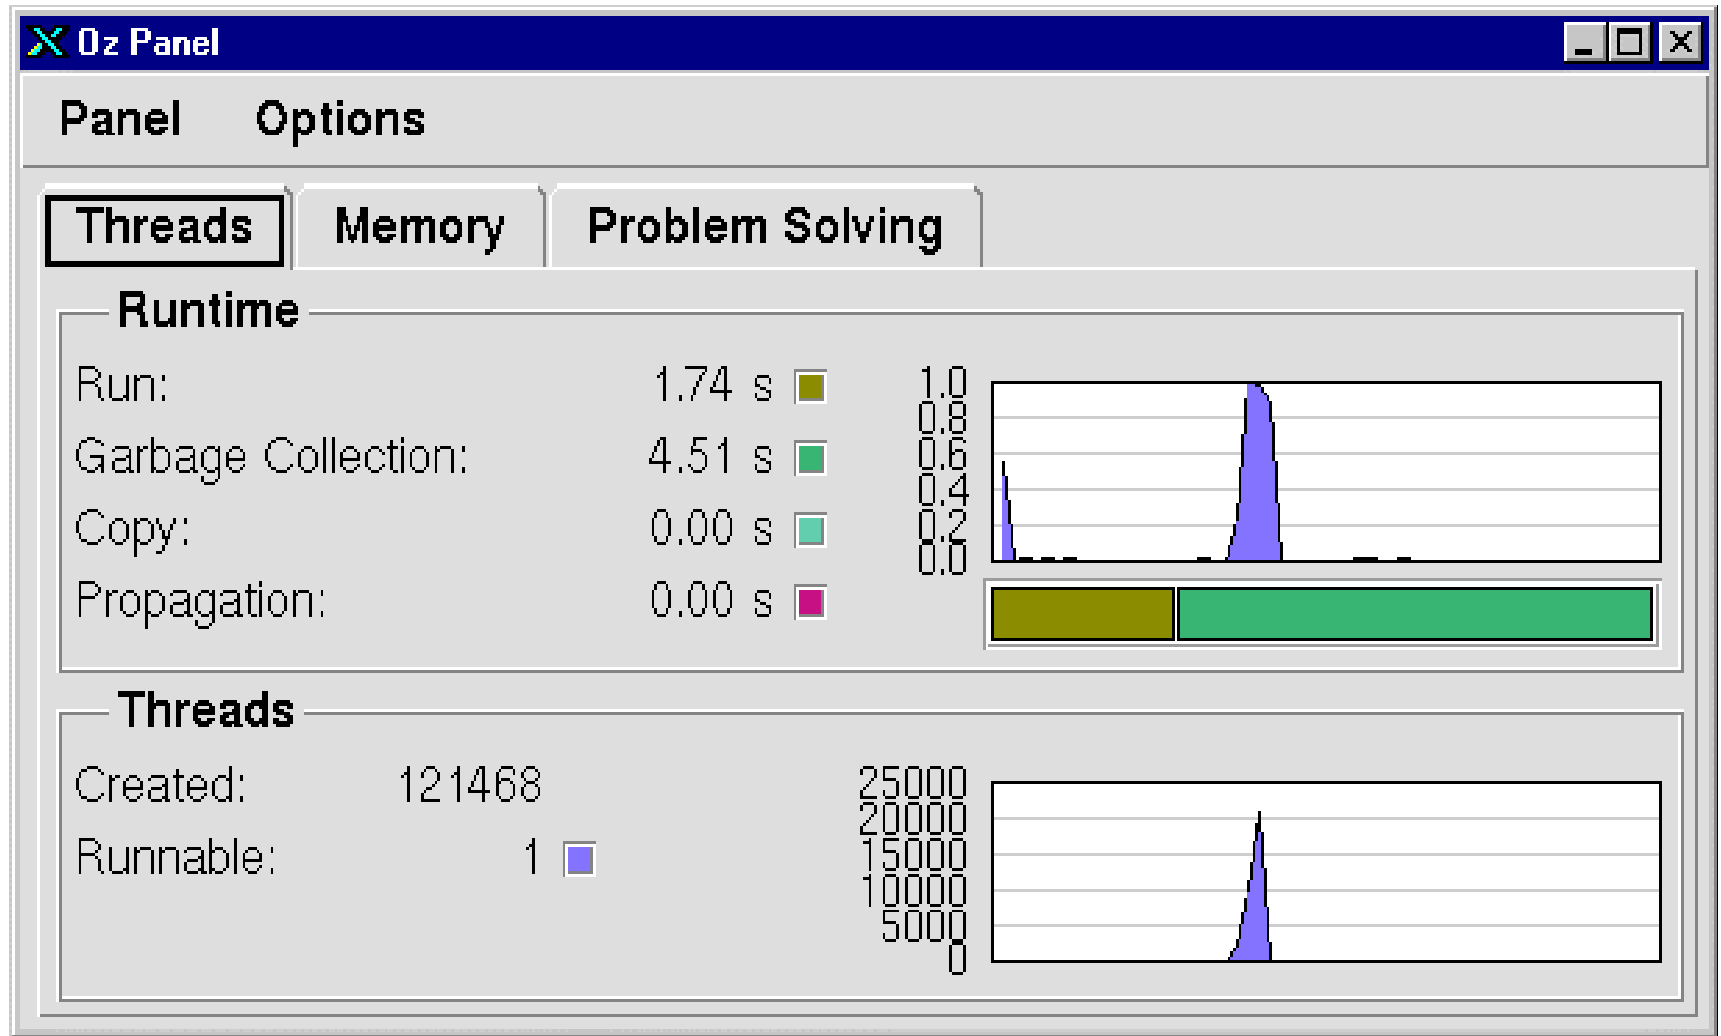 Oz Panel
Panel Options
Threads Memory Problem Solving
Runtime
Run: 1.74 s
Garbage Collection: 4.51 s
Copy: 0.00 s
Propagation: 0.00 s
1.0
0.8
0.6
0.4
0.2
0.0
Threads
Created: 121468
Runnable: 1
25000
20000
15000
10000
5000
0